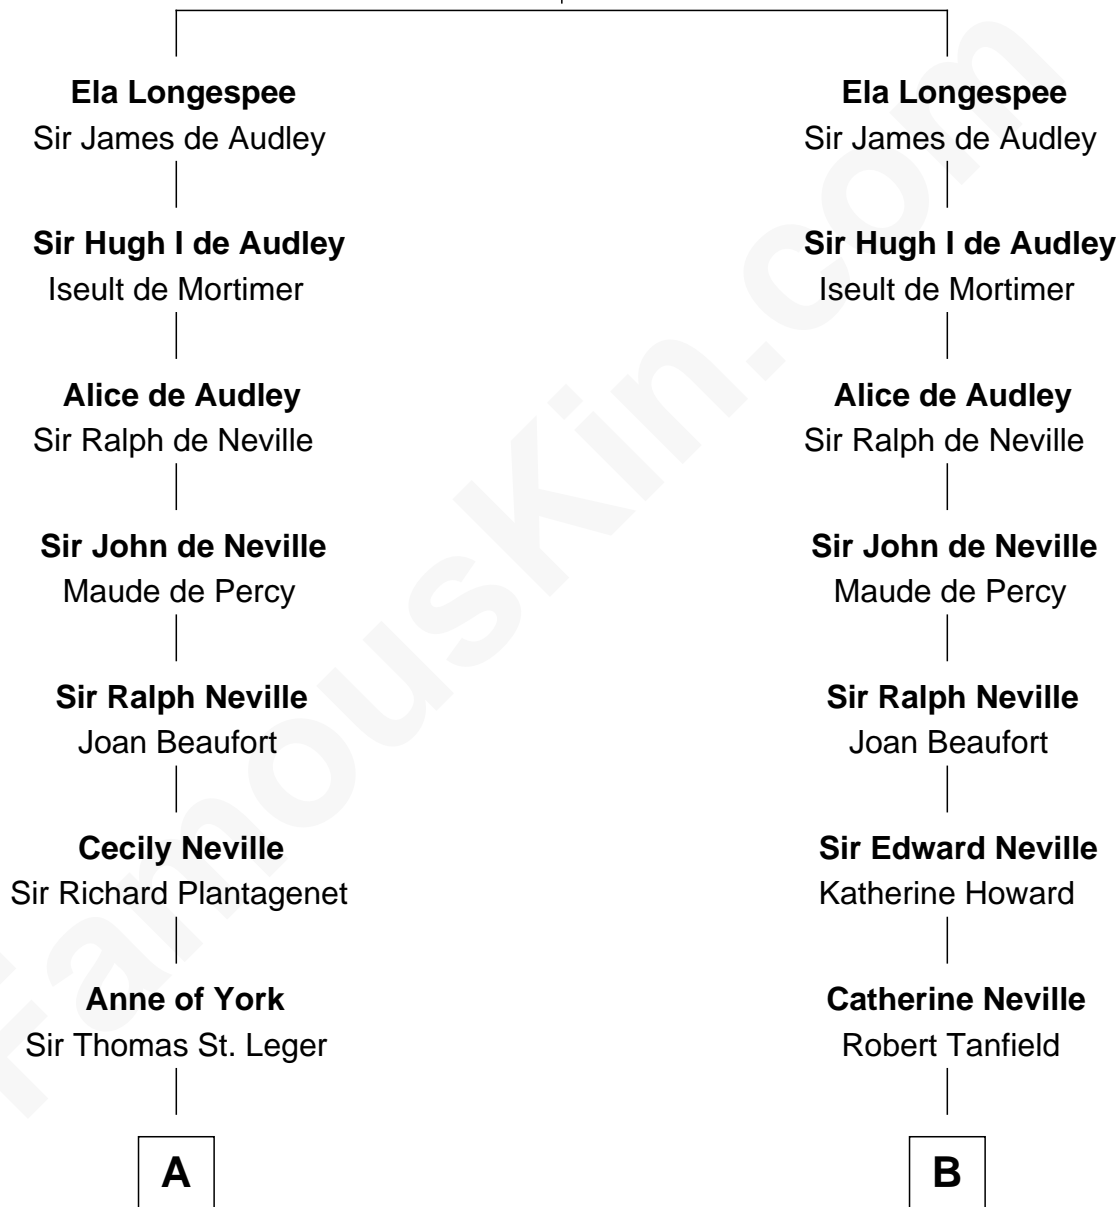 Ela Longespee
Sir James de Audley
Sir Hugh I de Audley
Iseult de Mortimer
Alice de Audley
Sir Ralph de Neville
Sir John de Neville
Maude de Percy
Sir Ralph Neville
Joan Beaufort
Cecily Neville
Sir Richard Plantagenet
Anne of York
Sir Thomas St. Leger
A
Ela Longespee
Sir James de Audley
Sir Hugh I de Audley
Iseult de Mortimer
Alice de Audley
Sir Ralph de Neville
Sir John de Neville
Maude de Percy
Sir Ralph Neville
Joan Beaufort
Sir Edward Neville
Katherine Howard
Catherine Neville
Robert Tanfield
B
FamousKin.com